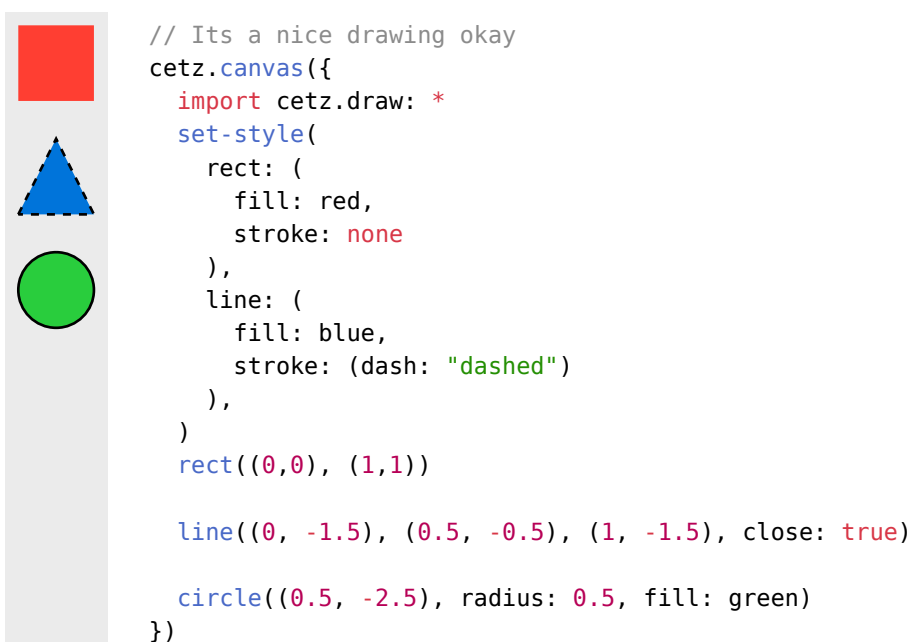 // Its a nice drawing okay
cetz.canvas({
  import cetz.draw: *
  set-style(
    rect: (
      fill: red,
      stroke: none
    ),
    line: (
      fill: blue,
      stroke: (dash: "dashed")
    ),
  )
  rect((0,0), (1,1))

  line((0, -1.5), (0.5, -0.5), (1, -1.5), close: true)

  circle((0.5, -2.5), radius: 0.5, fill: green)
})